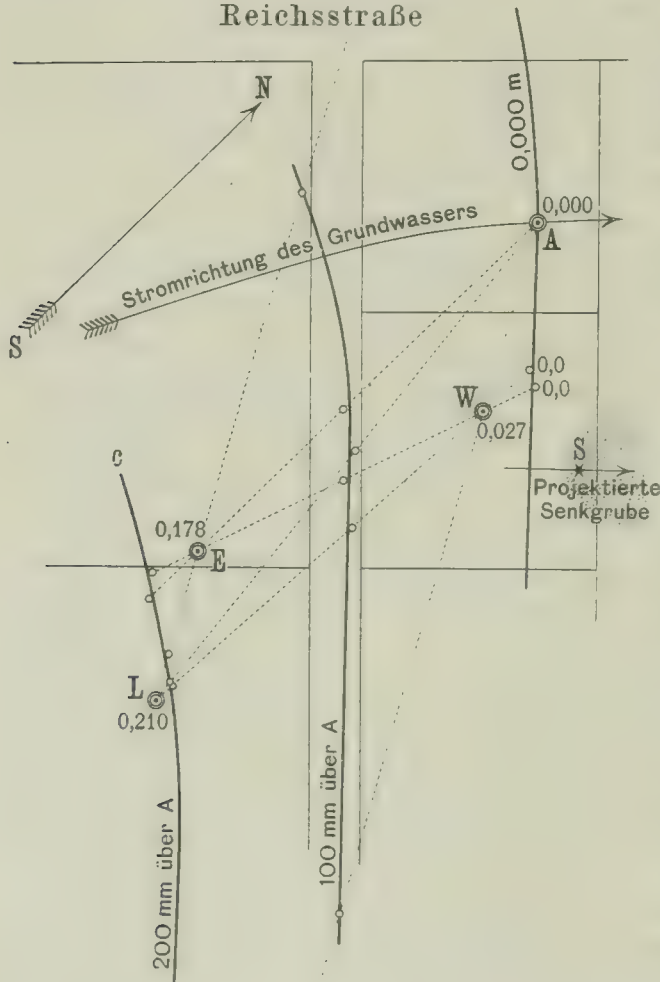 Reichsstraße
N
0,000 m
Stromrichtung des Grundwassers
0,000
A
S
0,0
0,0
W
0,027
C
S
Projektierte
Senkgrube
0,178
E
L
0,210
200 mm über A
100 mm über A